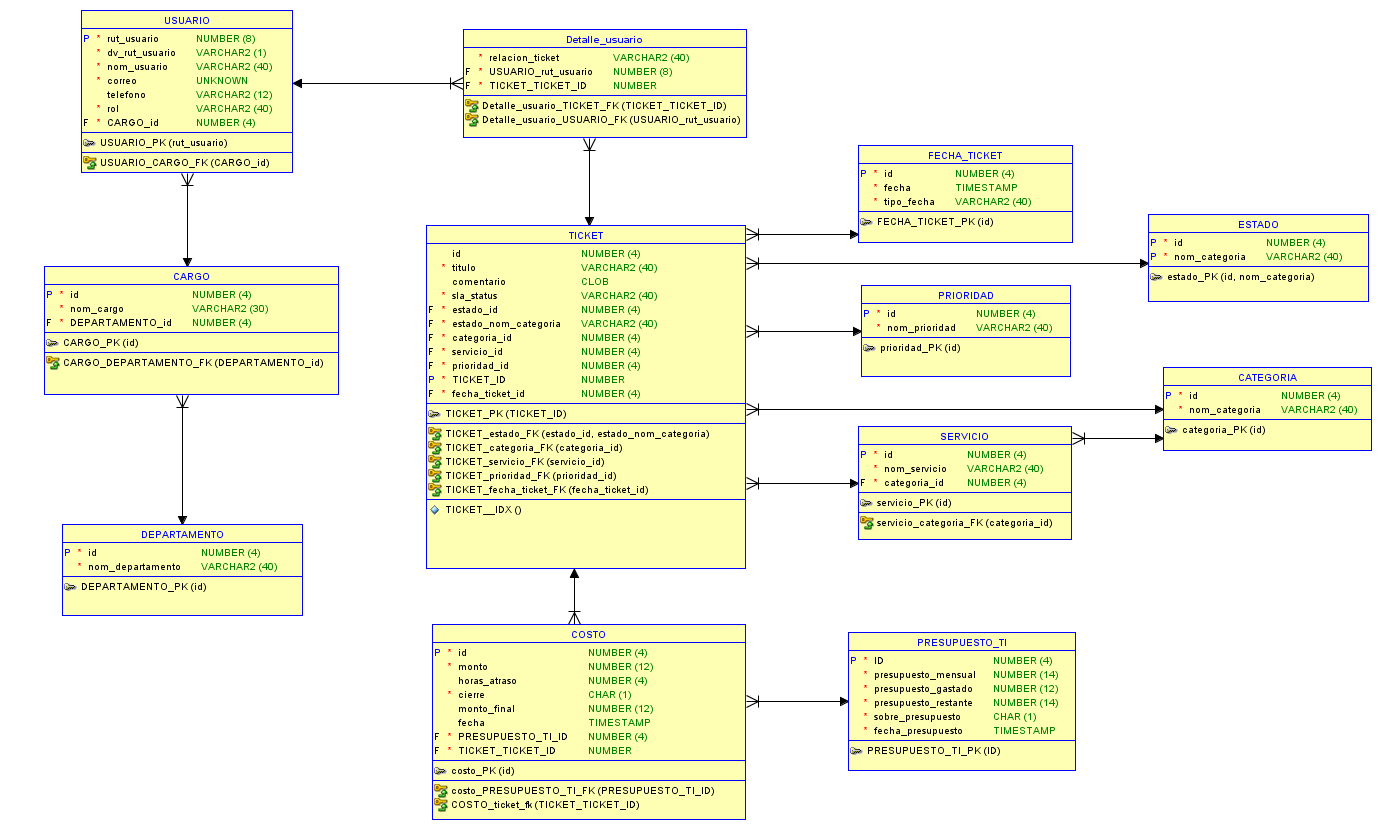 USUARIO
P * rut_usuario NUMBER (8)
* dv_rut_usuario VARCHAR2 (1)
* nom_usuario VARCHAR2 (40)
* correo UNKNOWN
telefono VARCHAR2 (12)
* rol VARCHAR2 (40)
F * CARGO_id NUMBER (4)
USUARIO_PK (rut_usuario)
USUARIO_CARGO_FK (CARGO_id)
Detalle_usuario
* relacion_ticket VARCHAR2 (40)
F * USUARIO_rut_usuario NUMBER (8)
F * TICKET_TICKET_ID NUMBER
Detalle_usuario_TICKET_FK (TICKET_TICKET_ID)
Detalle_usuario_USUARIO_FK (USUARIO_rut_usuario)
FECHA_TICKET
P * id NUMBER (4)
* fecha TIMESTAMP
* tipo_fecha VARCHAR2 (40)
FECHA_TICKET_PK (id)
ESTADO
P * id NUMBER (4)
P * nom_categoria VARCHAR2 (40)
estado_PK (id, nom_categoria)
TICKET
id NUMBER (4)
* titulo VARCHAR2 (40)
comentario CLOB
* sla_status VARCHAR2 (40)
F * estado_id NUMBER (4)
F * estado_nom_categoria VARCHAR2 (40)
F * categoria_id NUMBER (4)
F * servicio_id NUMBER (4)
F * prioridad_id NUMBER (4)
P * TICKET_ID NUMBER
F * fecha_ticket_id NUMBER (4)
TICKET_PK (TICKET_ID)
TICKET_estado_FK (estado_id, estado_nom_categoria)
TICKET_categoria_FK (categoria_id)
TICKET_servicio_FK (servicio_id)
TICKET_prioridad_FK (prioridad_id)
TICKET_fecha_ticket_FK (fecha_ticket_id)
TICKET__IDX ()
CARGO
P * id NUMBER (4)
* nom_cargo VARCHAR2 (30)
F * DEPARTAMENTO_id NUMBER (4)
CARGO_PK (id)
CARGO_DEPARTAMENTO_FK (DEPARTAMENTO_id)
PRIORIDAD
P * id NUMBER (4)
* nom_prioridad VARCHAR2 (40)
prioridad_PK (id)
CATEGORIA
P * id NUMBER (4)
* nom_categoria VARCHAR2 (40)
categoria_PK (id)
SERVICIO
P * id NUMBER (4)
* nom_servicio VARCHAR2 (40)
F * categoria_id NUMBER (4)
servicio_PK (id)
servicio_categoria_FK (categoria_id)
DEPARTAMENTO
P * id NUMBER (4)
* nom_departamento VARCHAR2 (40)
DEPARTAMENTO_PK (id)
COSTO
P * id NUMBER (4)
* monto NUMBER (12)
horas_atraso NUMBER (4)
* cierre CHAR (1)
monto_final NUMBER (12)
fecha TIMESTAMP
F * PRESUPUESTO_TI_ID NUMBER (4)
F * TICKET_TICKET_ID NUMBER
costo_PK (id)
costo_PRESUPUESTO_TI_FK (PRESUPUESTO_TI_ID)
COSTO_ticket_fk (TICKET_TICKET_ID)
PRESUPUESTO_TI
P * ID NUMBER (4)
* presupuesto_mensual NUMBER (14)
* presupuesto_gastado NUMBER (12)
* presupuesto_restante NUMBER (14)
* sobre_presupuesto CHAR (1)
* fecha_presupuesto TIMESTAMP
PRESUPUESTO_TI_PK (ID)